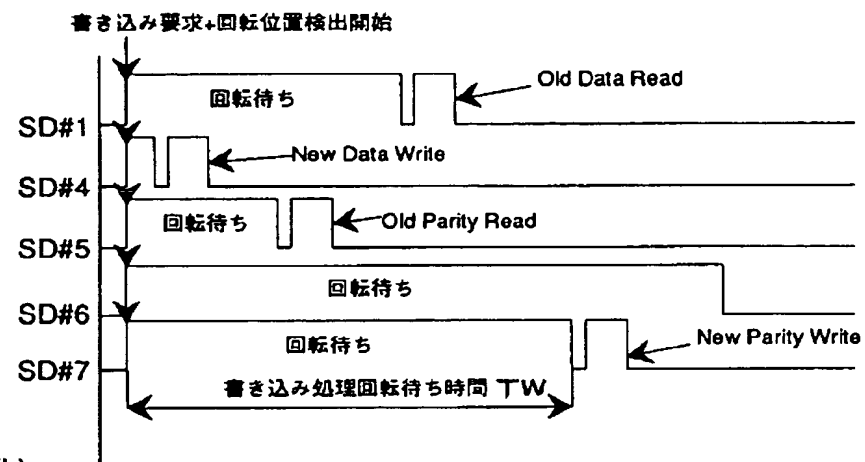 書き込み要求+回転位置検出開始
回転待ち
Old Data Read
SD#1
New Data Write
SD#4
回転待ち
Old Parity Read
SD#5
回転待ち
SD#6
回転待ち
New Parity Write
SD#7
書き込み処理回転待ち時間 TW